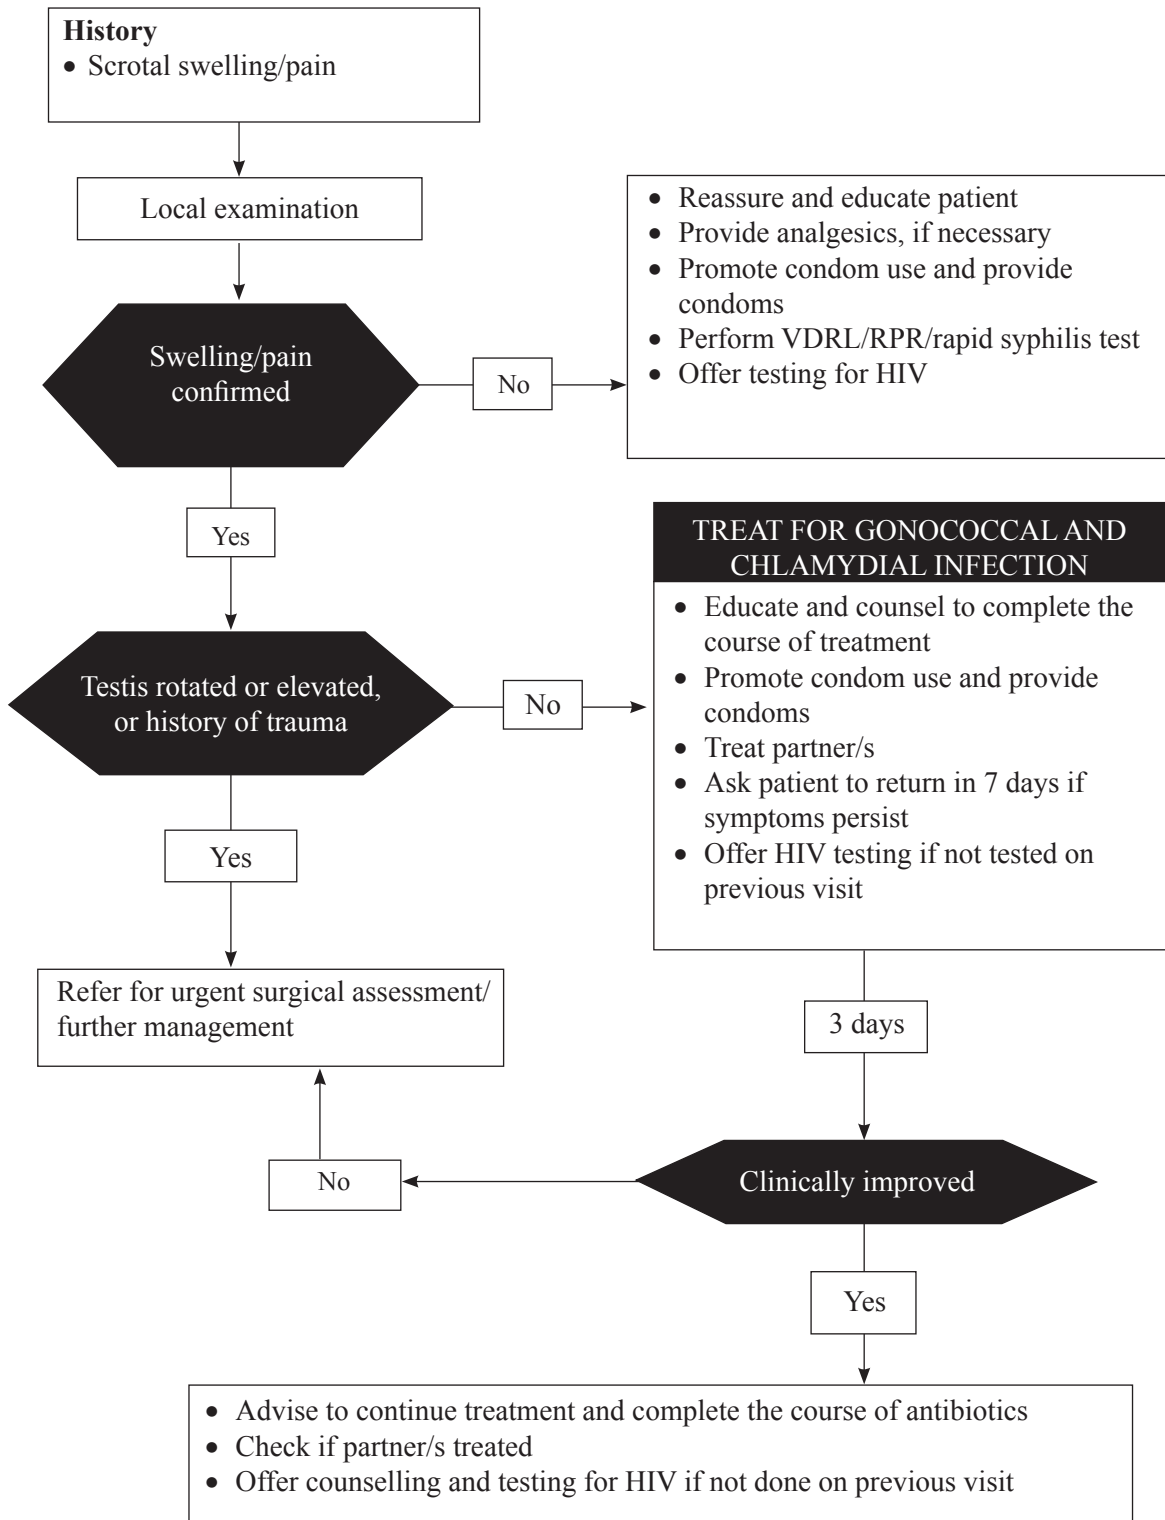 History
• Scrotal swelling/pain
Local examination
• Reassure and educate patient
• Provide analgesics, if necessary
• Promote condom use and provide
condoms
• Perform VDRL/RPR/rapid syphilis test
• Offer testing for HIV
Swelling/pain
confirmed
No
Yes
TREAT FOR GONOCOCCAL AND
CHLAMYDIAL INFECTION
• Educate and counsel to complete the
course of treatment
• Promote condom use and provide
condoms
• Treat partner/s
• Ask patient to return in 7 days if
symptoms persist
• Offer HIV testing if not tested on
previous visit
Testis rotated or elevated,
or history of trauma
No
Yes
Refer for urgent surgical assessment/
further management
3 days
Clinically improved
No
Yes
• Advise to continue treatment and complete the course of antibiotics
• Check if partner/s treated
• Offer counselling and testing for HIV if not done on previous visit